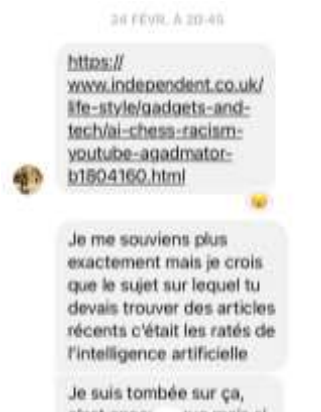 24 FÉVR. À 20:45
https://
www.independent.co.uk/
life-style/gadgets-and-
tech/ai-chess-racism-
youtube-agadmator-
b1804160.html
Je me souviens plus
exactement mais je crois
que le sujet sur lequel tu
devais trouver des articles
récents c'était les ratés de
l'intelligence artificielle
Je suis tombée sur ça,